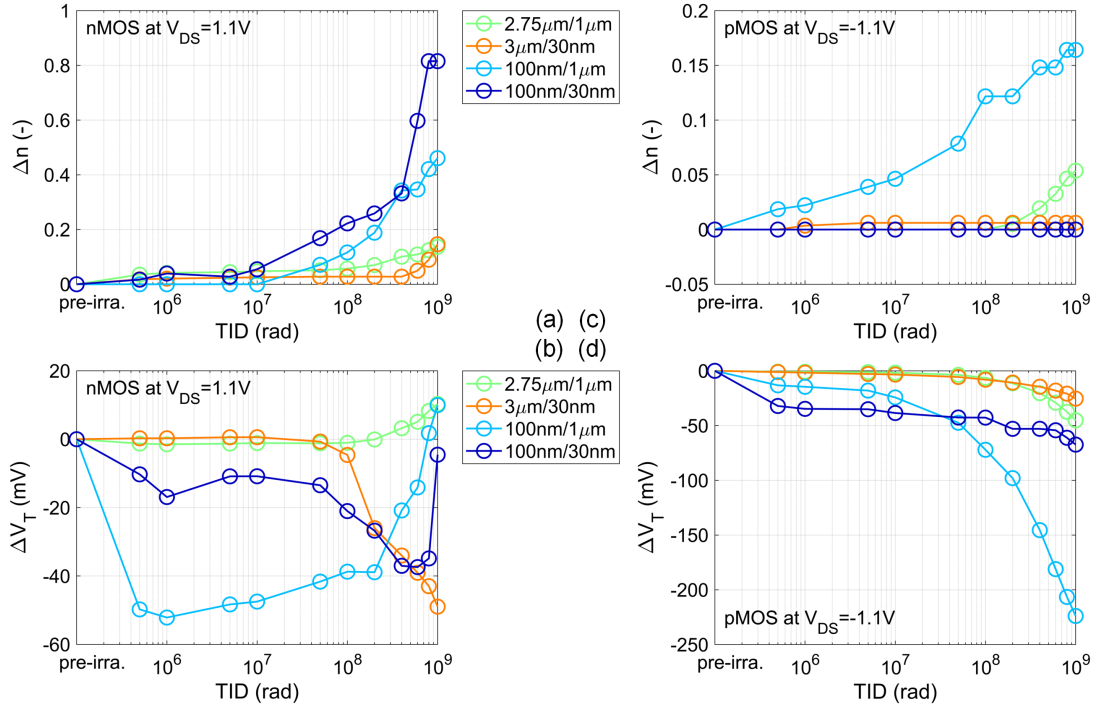 nMOS at V_DS=1.1V
1
0.8
0.6
0.4
0.2
0
Δn (-)
pre-irra.
10^6
10^7
10^8
10^9
TID (rad)
2.75μm/1μm
3μm/30nm
100nm/1μm
100nm/30nm
pMOS at V_DS=-1.1V
0.2
0.15
0.1
0.05
0
-0.05
Δn (-)
pre-irra.
10^6
10^7
10^8
10^9
TID (rad)
(a) (c)
(b) (d)
nMOS at V_DS=1.1V
20
0
-20
-40
-60
ΔV_T (mV)
pre-irra.
10^6
10^7
10^8
10^9
TID (rad)
2.75μm/1μm
3μm/30nm
100nm/1μm
100nm/30nm
0
-50
-100
-150
-200
-250
ΔV_T (mV)
pMOS at V_DS=-1.1V
pre-irra.
10^6
10^7
10^8
10^9
TID (rad)